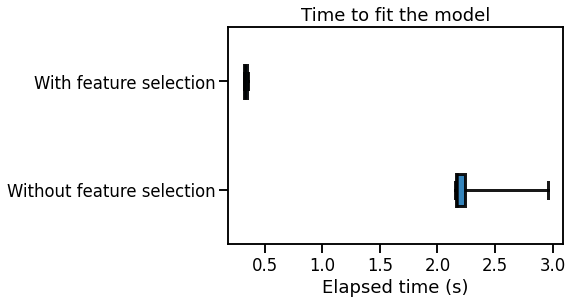 Time to fit the model
With feature selection
Without feature selection
0.5 1.0 1.5 2.0 2.5 3.0
Elapsed time (s)